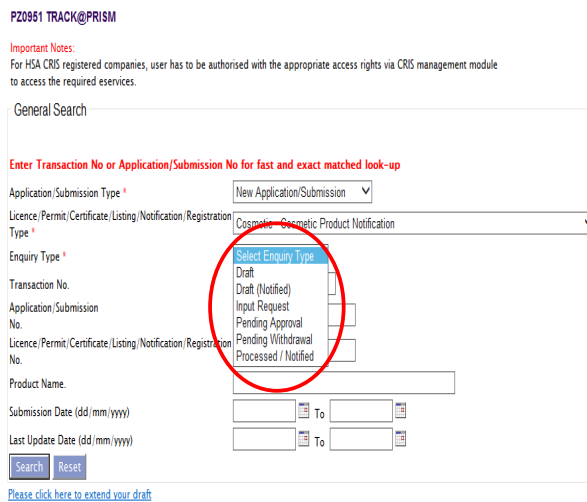 PZ0951 TRACK@PRISM
Important Notes:
For HSA CRIS registered companies, user has to be authorised with the appropriate access rights via CRIS management module
to access the required eservices.
General Search
Enter Transaction No or Application/Submission No for fast and exact matched look-up
Application/Submission Type * New Application/Submission
Licence/Permit/Certificate/Listing/Notification/Registration
Type * Cosmetic - Cosmetic Product Notification
Enquiry Type * Select Enquiry Type
Draft
Transaction No. Draft (Notified)
Input Request
Application/Submission
No. Pending Approval
Pending Withdrawal
Licence/Permit/Certificate/Listing/Notification/Registration
No. Processed / Notified
Product Name.
Submission Date (dd/mm/yyyy) To
Last Update Date (dd/mm/yyyy) To
Search Reset
Please click here to extend your draft